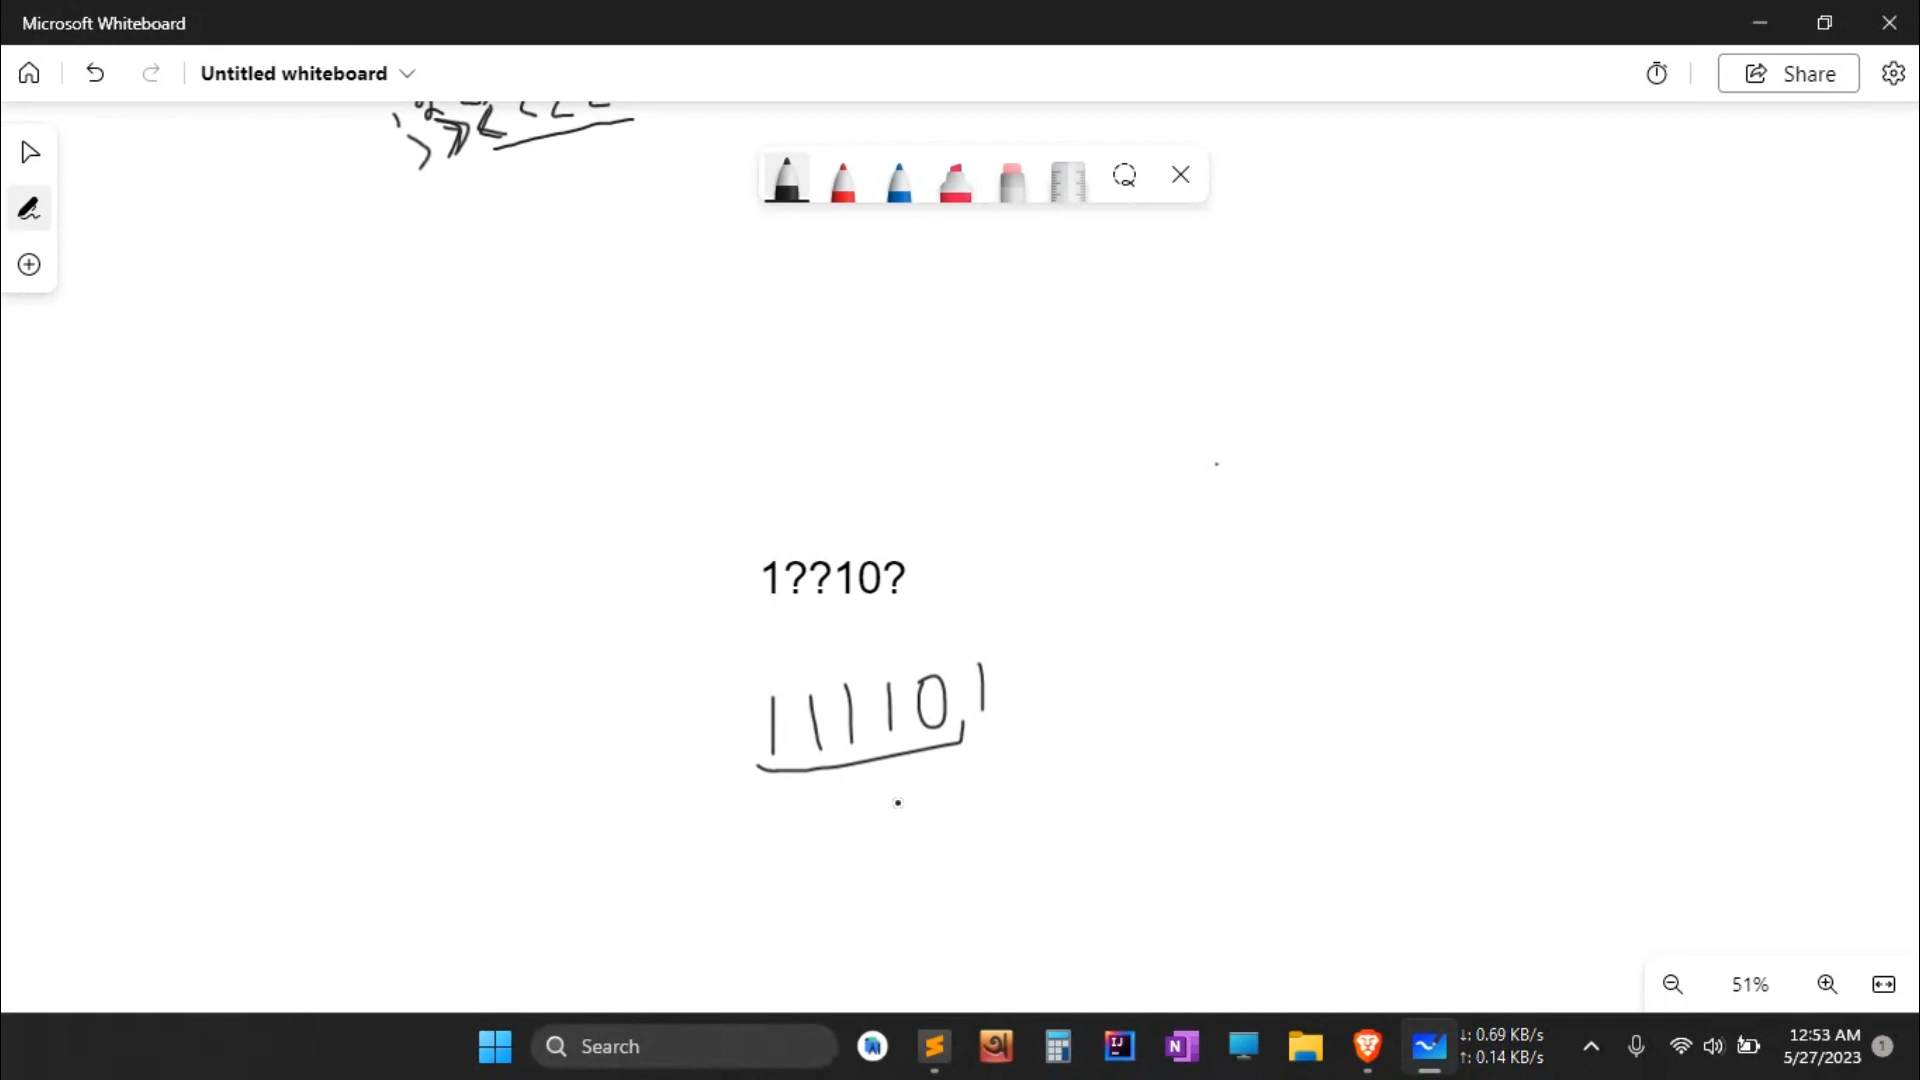 Microsoft Whiteboard
Untitled whiteboard
Share
1??10?
111101
51%
Search
↓: 0.69 KB/s
↑: 0.14 KB/s
12:53 AM
5/27/2023
1